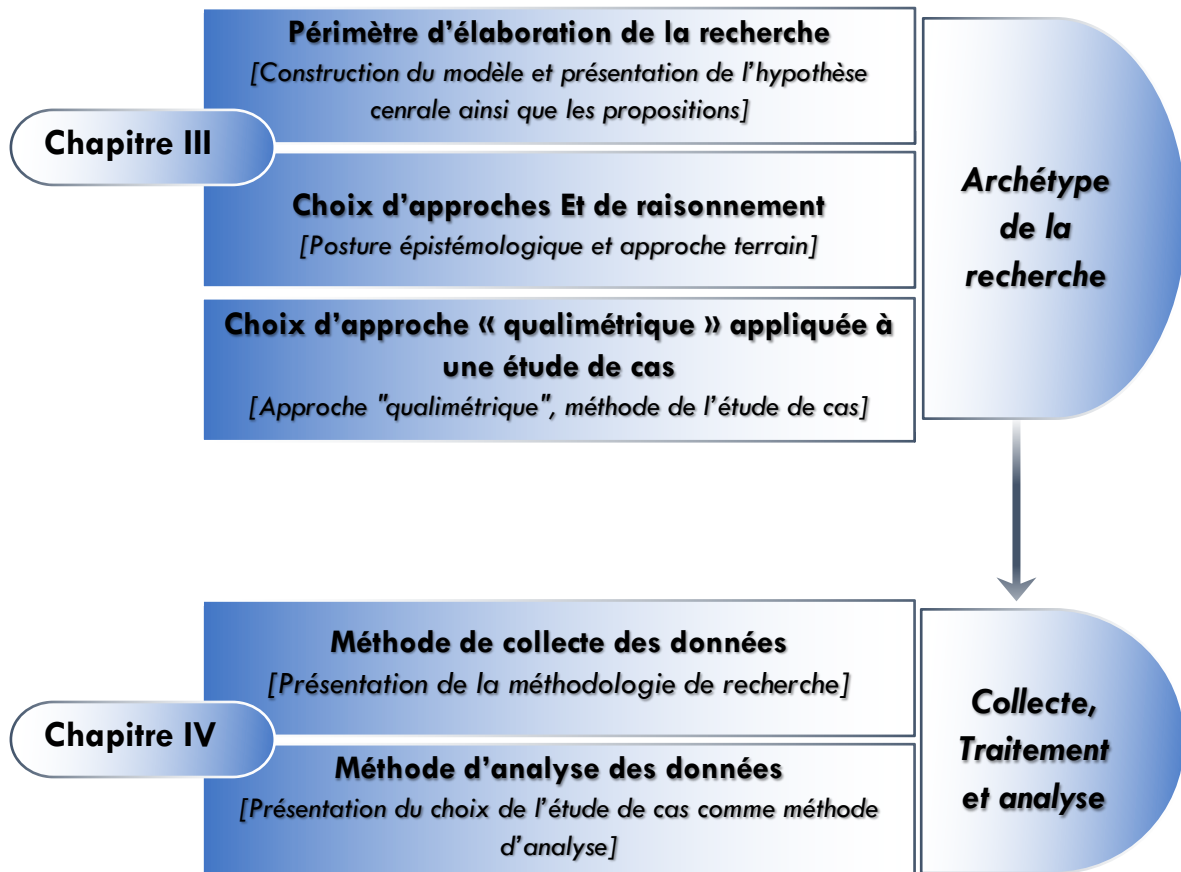 Périmètre d’élaboration de la recherche
[Construction du modèle et présentation de l’hypothèse
cenrale ainsi que les propositions]
Chapitre III
Choix d’approches Et de raisonnement
[Posture épistémologique et approche terrain]
Choix d’approche « qualimétrique » appliquée à
une étude de cas
[Approche "qualimétrique", méthode de l’étude de cas]
Archétype
de la
recherche
Méthode de collecte des données
[Présentation de la méthodologie de recherche]
Chapitre IV
Méthode d’analyse des données
[Présentation du choix de l’étude de cas comme méthode
d’analyse]
Collecte,
Traitement
et analyse